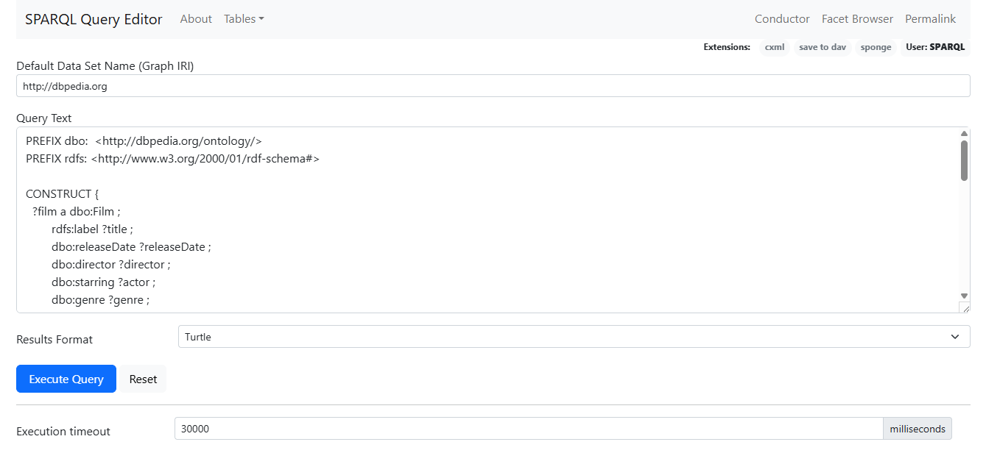 SPARQL Query Editor About Tables Conductor Facet Browser Permalink
Extensions: cxml save to dav sponge User: SPARQL
Default Data Set Name (Graph IRI)
http://dbpedia.org
Query Text
PREFIX dbo:  <http://dbpedia.org/ontology/>
PREFIX rdfs: <http://www.w3.org/2000/01/rdf-schema#>
CONSTRUCT {
?film a dbo:Film ;
rdfs:label ?title ;
dbo:releaseDate ?releaseDate ;
dbo:director ?director ;
dbo:starring ?actor ;
dbo:genre ?genre ;
Results Format Turtle
Execute Query Reset
Execution timeout 30000 milliseconds